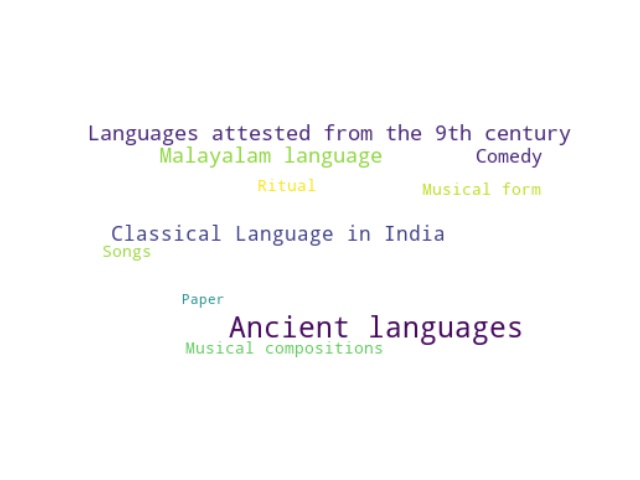 Languages attested from the 9th century
Malayalam language
Comedy
Ritual
Musical form
Classical Language in India
Songs
Paper
Ancient languages
Musical compositions